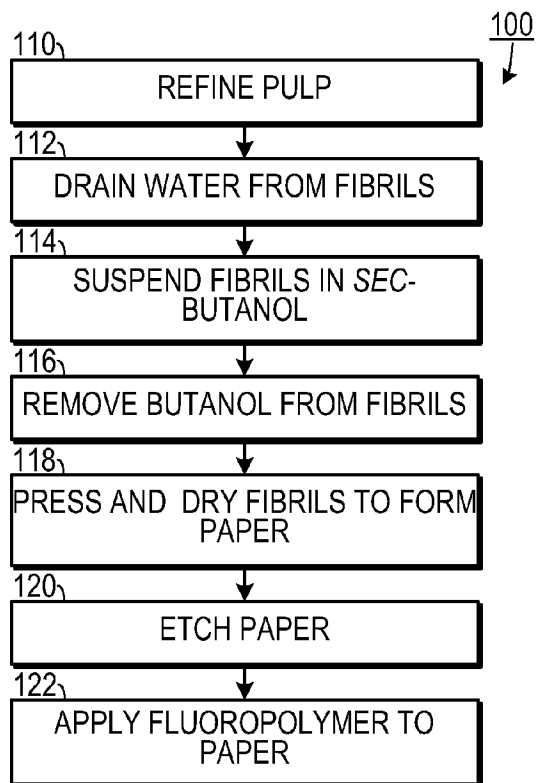 100
110
REFINE PULP
112
DRAIN WATER FROM FIBRILS
114
SUSPEND FIBRILS IN SEC-
BUTANOL
116
REMOVE BUTANOL FROM FIBRILS
118
PRESS AND DRY FIBRILS TO FORM
PAPER
120
ETCH PAPER
122
APPLY FLUOROPOLYMER TO
PAPER